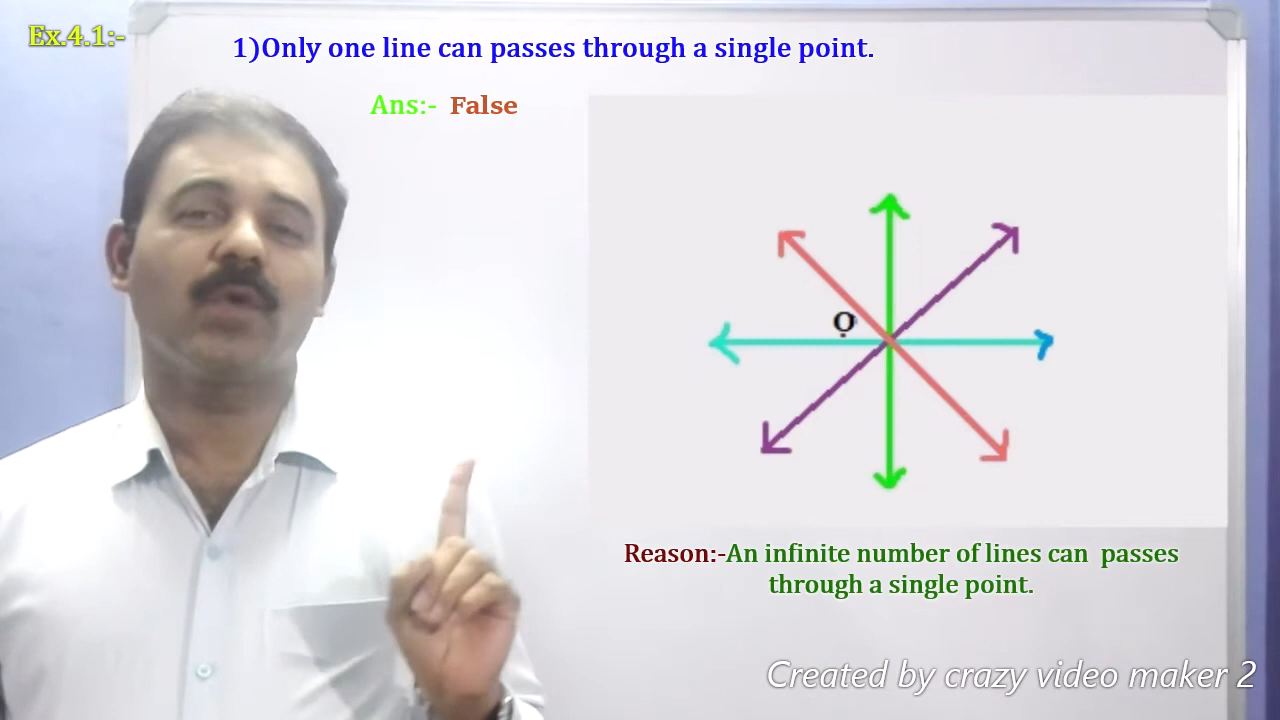 Ex.4.1:-
1)Only one line can passes through a single point.
Ans:- False
O
Reason:-An infinite number of lines can passes
through a single point.
Created by crazy video maker 2